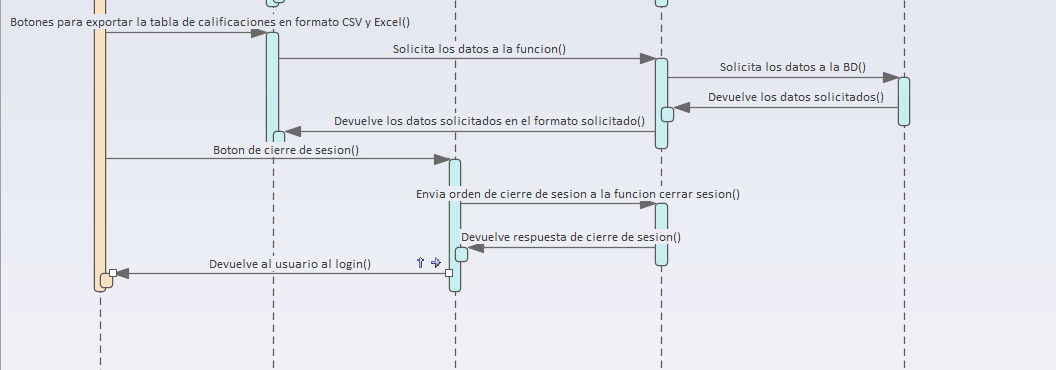 Botones para exportar la tabla de calificaciones en formato CSV y Excel()
Solicita los datos a la funcion()
Solicita los datos a la BD()
Devuelve los datos solicitados()
Devuelve los datos solicitados en el formato solicitado()
Boton de cierre de sesion()
Envia orden de cierre de sesion a la funcion cerrar sesion()
Devuelve respuesta de cierre de sesion()
Devuelve al usuario al login()